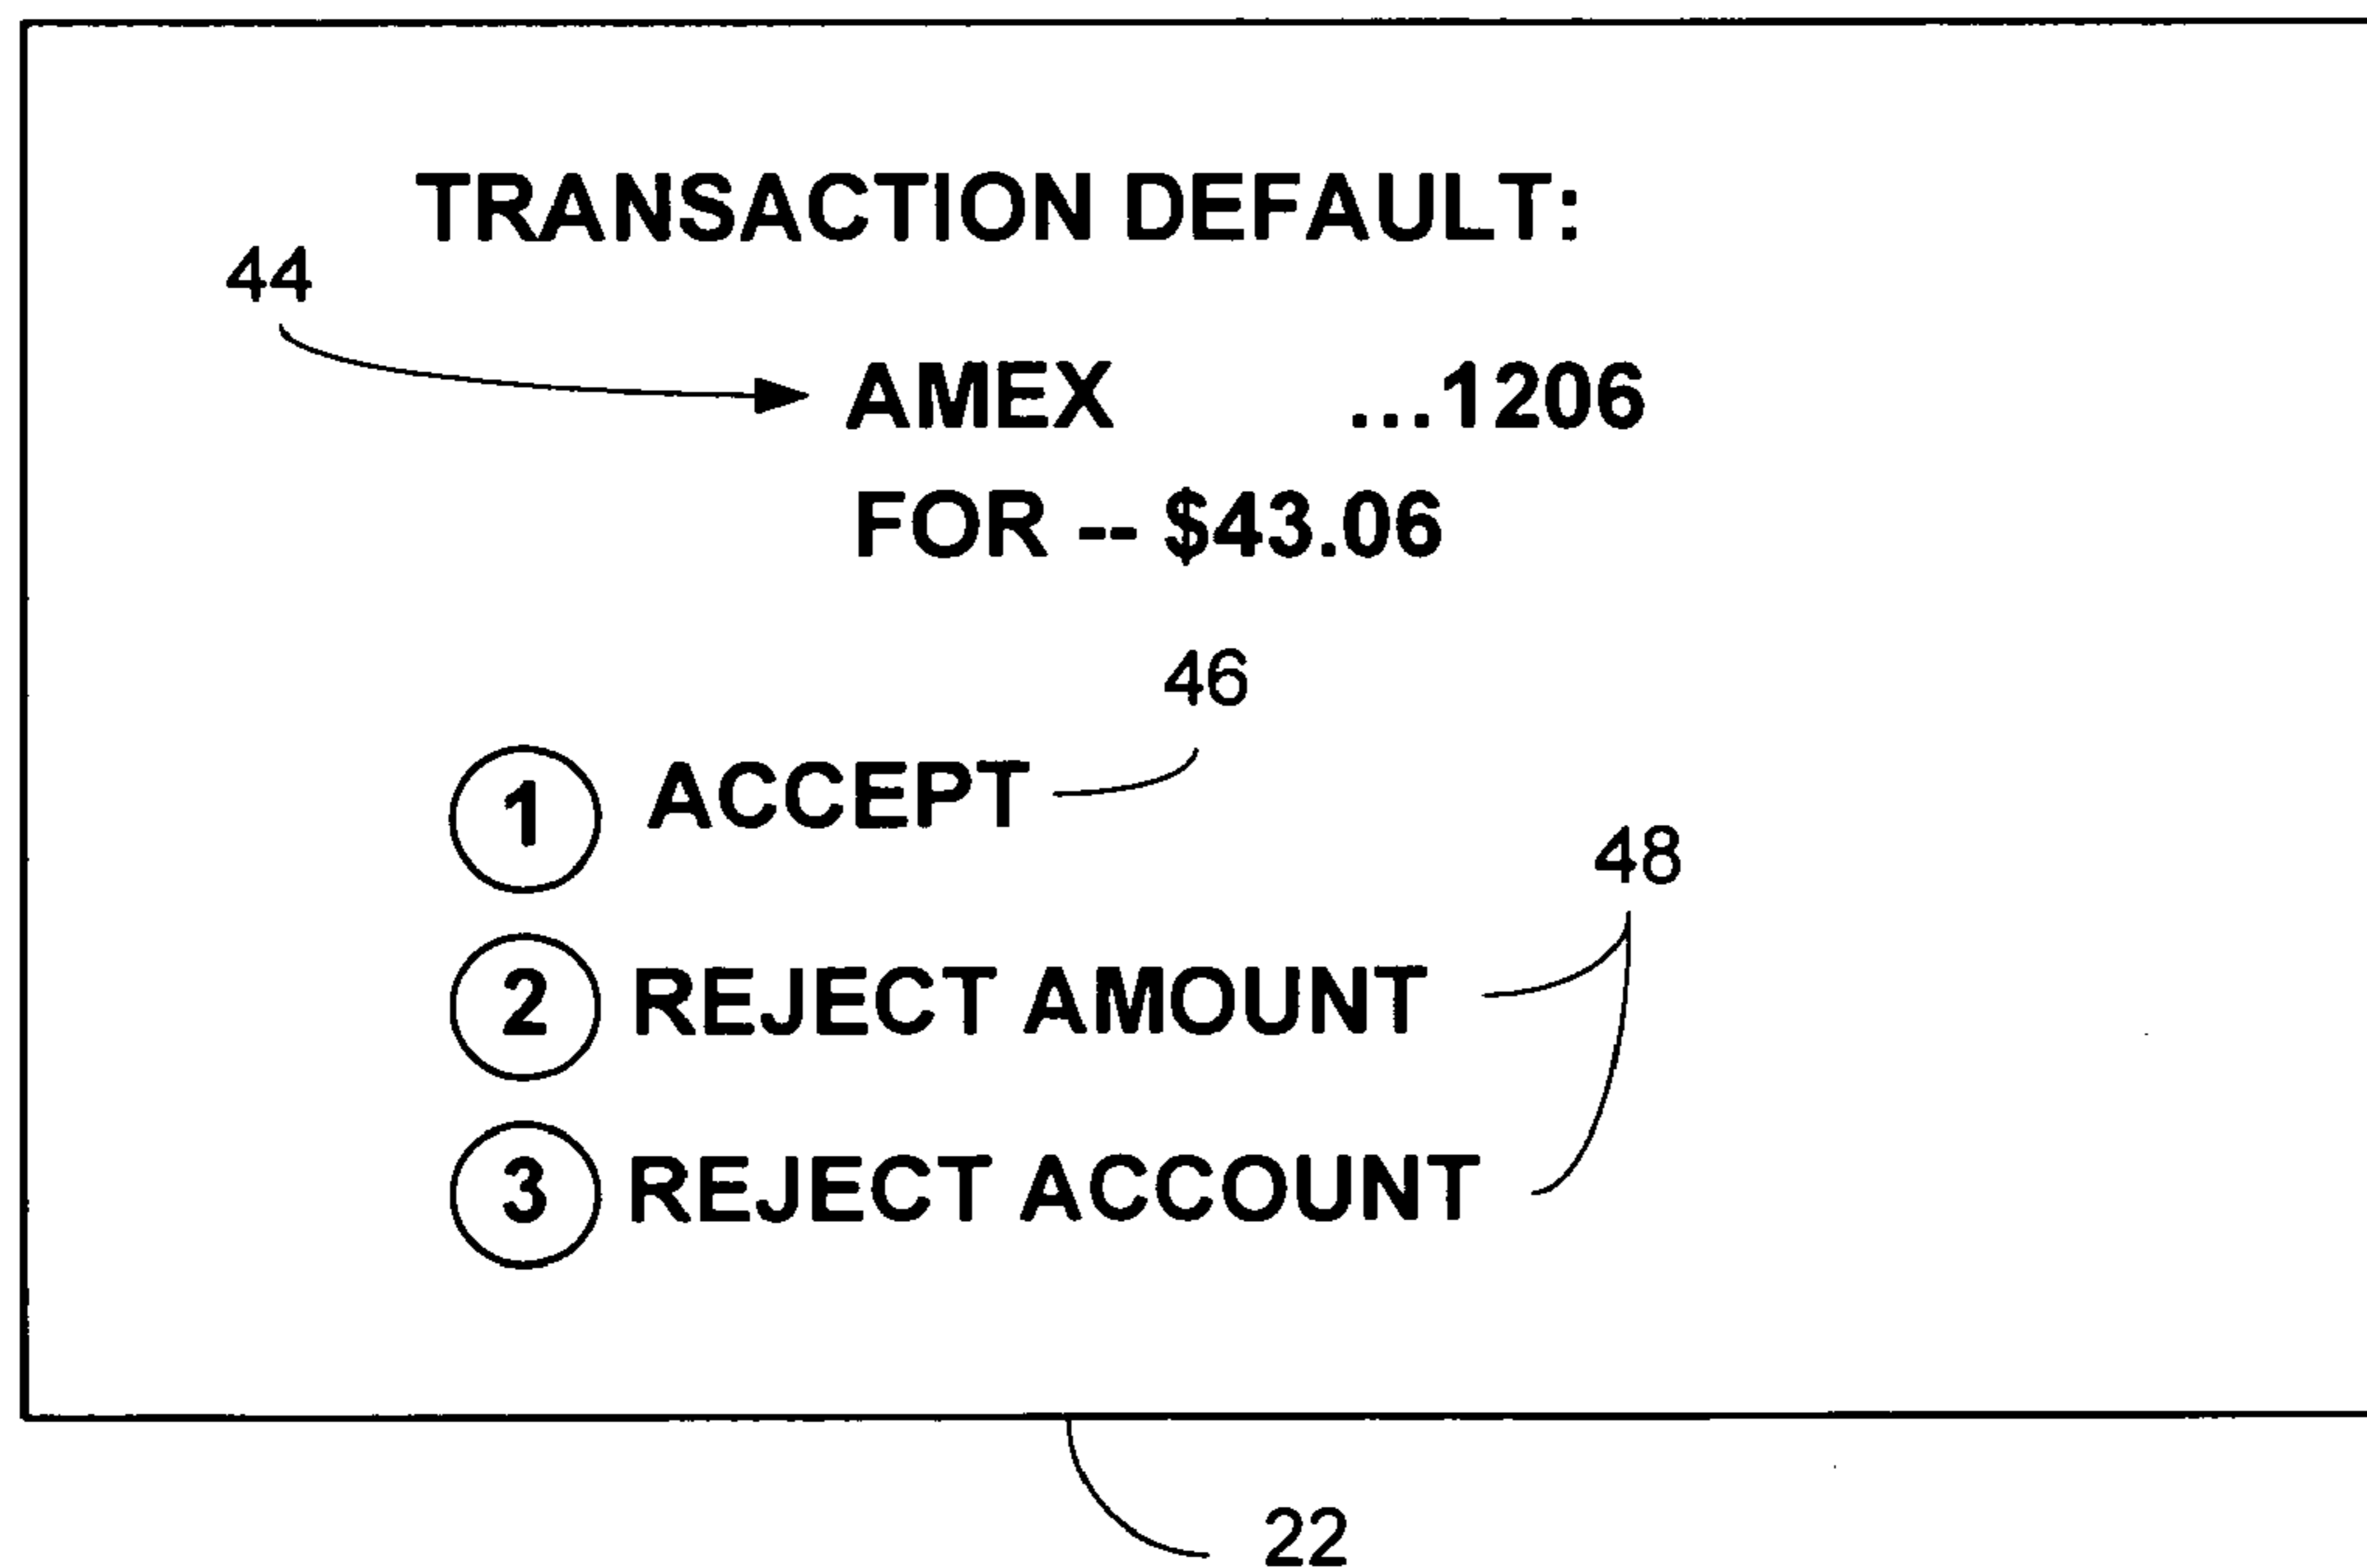 TRANSACTION DEFAULT:
44
AMEX ...1206
FOR -- $43.06
46
1 ACCEPT
48
2 REJECT AMOUNT
3 REJECT ACCOUNT
22